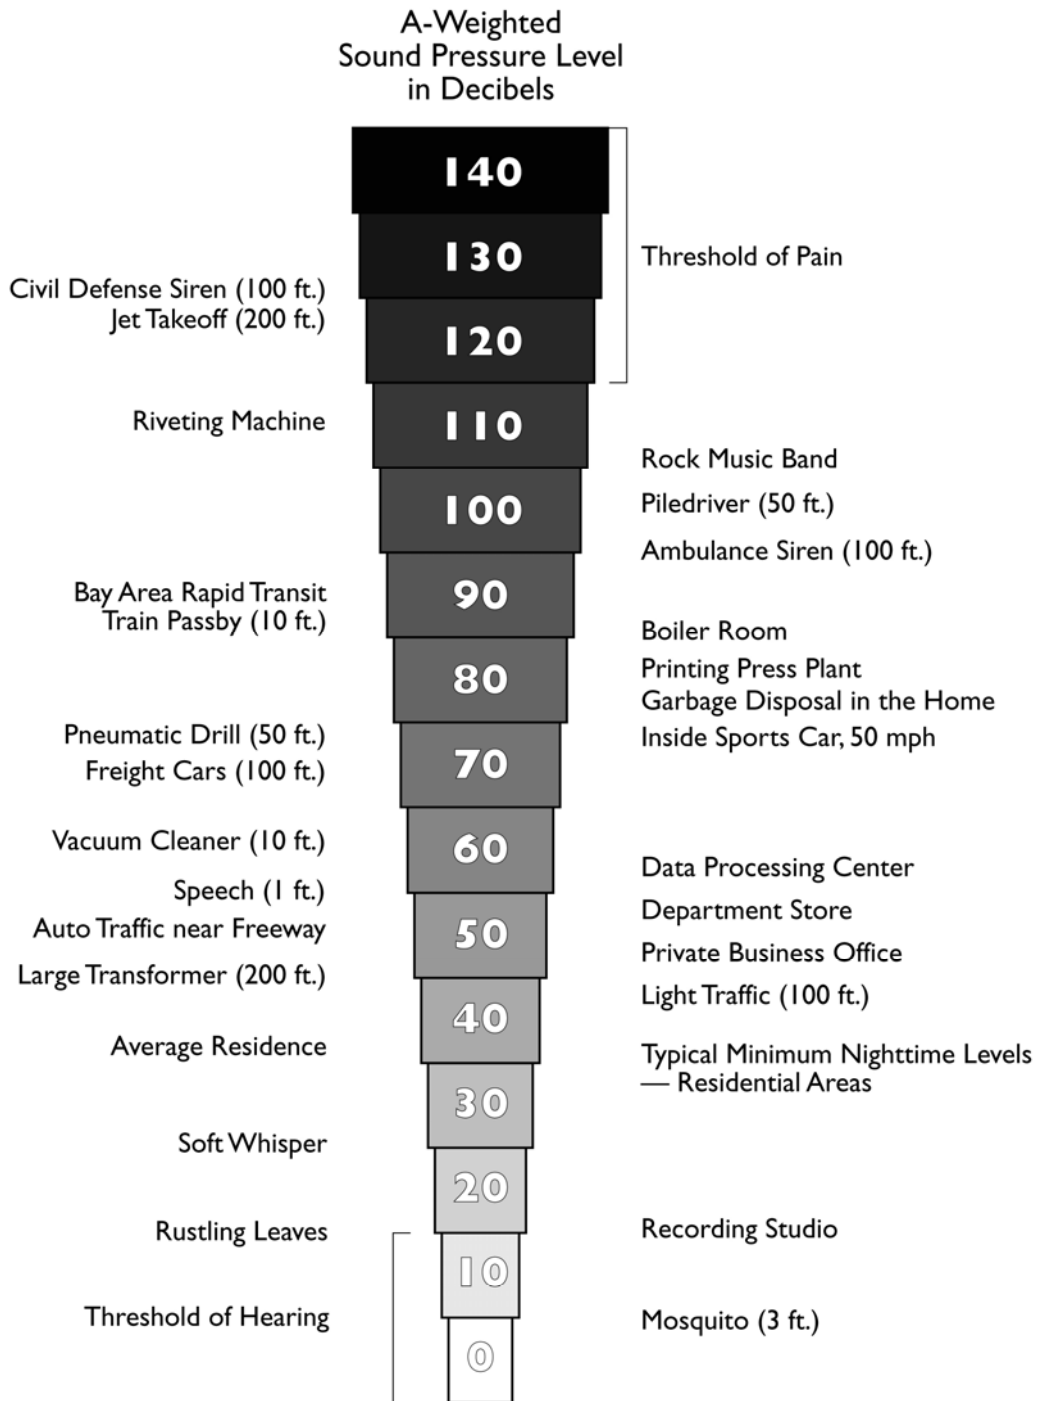 A-Weighted
Sound Pressure Level
in Decibels
140
130
Threshold of Pain
Civil Defense Siren (100 ft.)
Jet Takeoff (200 ft.)
120
Riveting Machine
110
Rock Music Band
100
Piledriver (50 ft.)
Ambulance Siren (100 ft.)
Bay Area Rapid Transit
Train Passby (10 ft.)
90
Boiler Room
Printing Press Plant
80
Garbage Disposal in the Home
Pneumatic Drill (50 ft.)
Inside Sports Car, 50 mph
Freight Cars (100 ft.)
70
Vacuum Cleaner (10 ft.)
60
Data Processing Center
Speech (1 ft.)
Department Store
Auto Traffic near Freeway
50
Private Business Office
Large Transformer (200 ft.)
Light Traffic (100 ft.)
40
Average Residence
Typical Minimum Nighttime Levels
— Residential Areas
30
Soft Whisper
20
Rustling Leaves
Recording Studio
10
Threshold of Hearing
Mosquito (3 ft.)
0